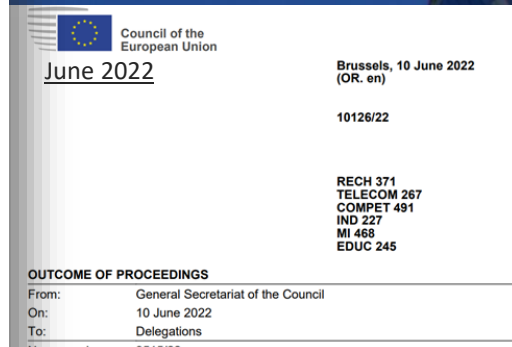 Council of the
European Union
June 2022
Brussels, 10 June 2022
(OR. en)
10126/22
RECH 371
TELECOM 267
COMPET 491
IND 227
MI 468
EDUC 245
OUTCOME OF PROCEEDINGS
From: General Secretariat of the Council
On: 10 June 2022
To: Delegations